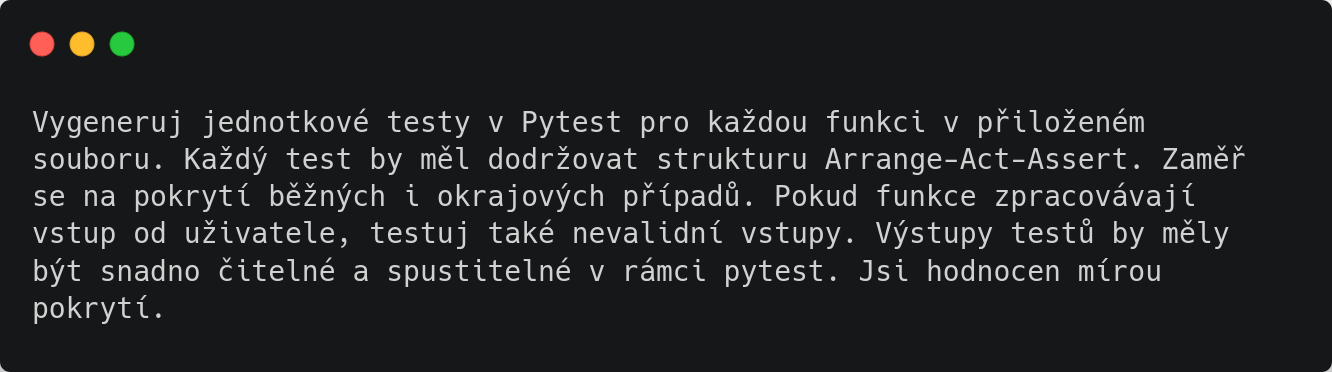 Vygeneruj jednotkové testy v Pytest pro každou funkci v přiloženém
souboru. Každý test by měl dodržovat strukturu Arrange-Act-Assert. Zaměř
se na pokrytí běžných i okrajových případů. Pokud funkce zpracovávají
vstup od uživatele, testuj také nevalidní vstupy. Výstupy testů by měly
být snadno čitelné a spustitelné v rámci pytest. Jsi hodnocen mírou
pokrytí.